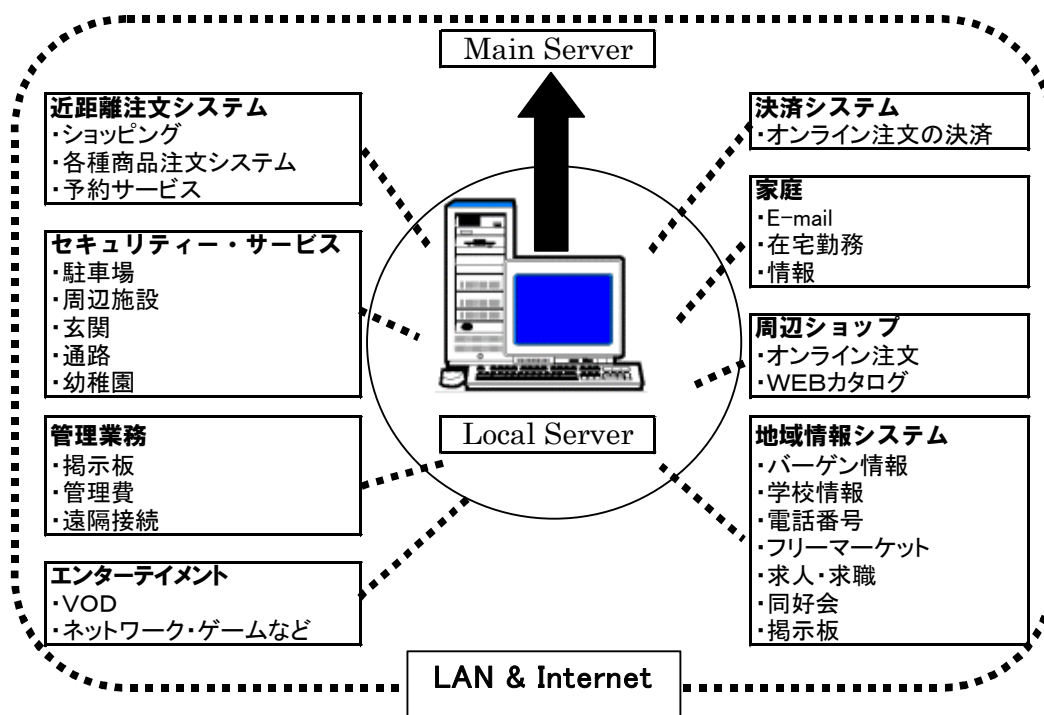 Main Server
近距離注文システム
・ショッピング
・各種商品注文システム
・予約サービス
セキュリティー・サービス
・駐車場
・周辺施設
・玄関
・通路
・幼稚園
管理業務
・掲示板
・管理費
・遠隔接続
エンターテイメント
・VOD
・ネットワーク・ゲームなど
Local Server
決済システム
・オンライン注文の決済
家庭
・E-mail
・在宅勤務
・情報
周辺ショップ
・オンライン注文
・WEBカタログ
地域情報システム
・バーゲン情報
・学校情報
・電話番号
・フリーマーケット
・求人・求職
・同好会
・掲示板
LAN & Internet